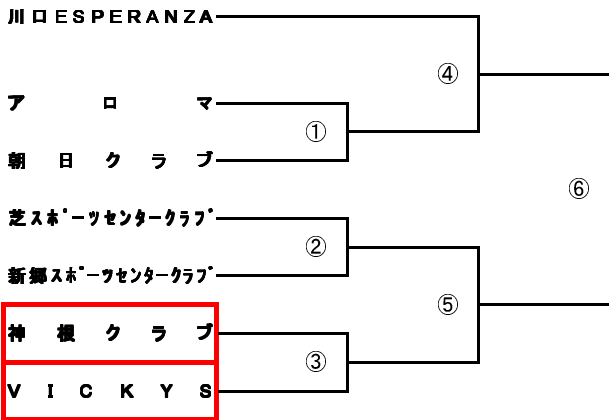 川口ESPERANZA
④
アロマ
①
朝日クラブ
⑥
芝スポーツセンタークラブ
②
新郷スポーツセンタークラブ
⑤
神根クラブ
③
VICKYS